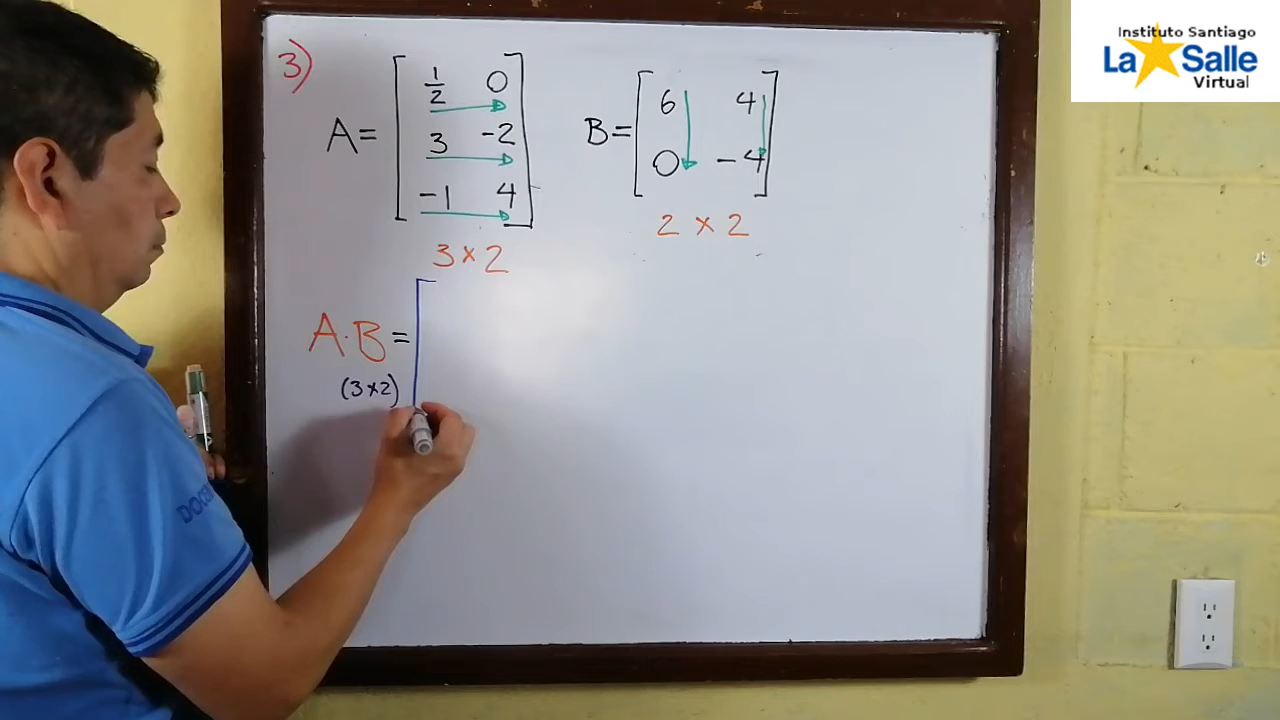 Instituto Santiago
La Salle
Virtual
3)
A= [ 1/2 0
3 -2
-1 4 ]
3 x 2
B= [ 6 4
0 -4 ]
2 x 2
A·B= [
(3x2)